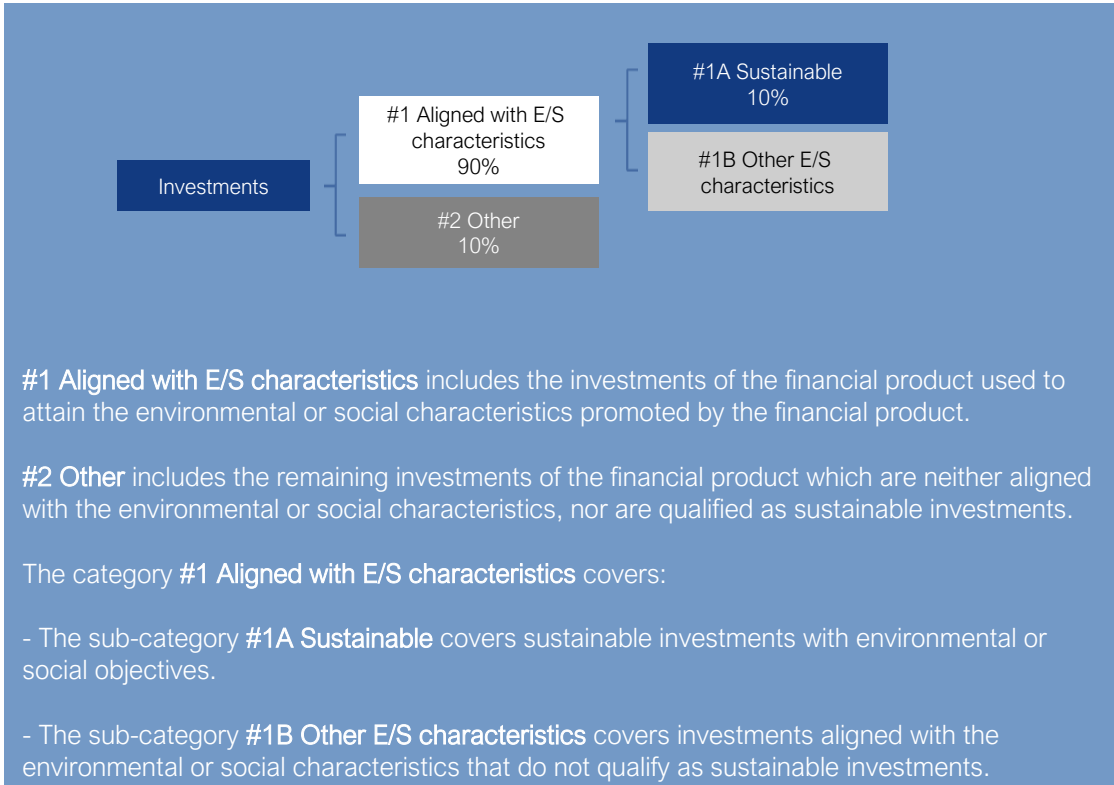 #1A Sustainable
10%
#1 Aligned with E/S
characteristics
90%
#1B Other E/S
characteristics
Investments
#2 Other
10%
#1 Aligned with E/S characteristics includes the investments of the financial product used to
attain the environmental or social characteristics promoted by the financial product.
#2 Other includes the remaining investments of the financial product which are neither aligned
with the environmental or social characteristics, nor are qualified as sustainable investments.
The category #1 Aligned with E/S characteristics covers:
- The sub-category #1A Sustainable covers sustainable investments with environmental or
social objectives.
- The sub-category #1B Other E/S characteristics covers investments aligned with the
environmental or social characteristics that do not qualify as sustainable investments.